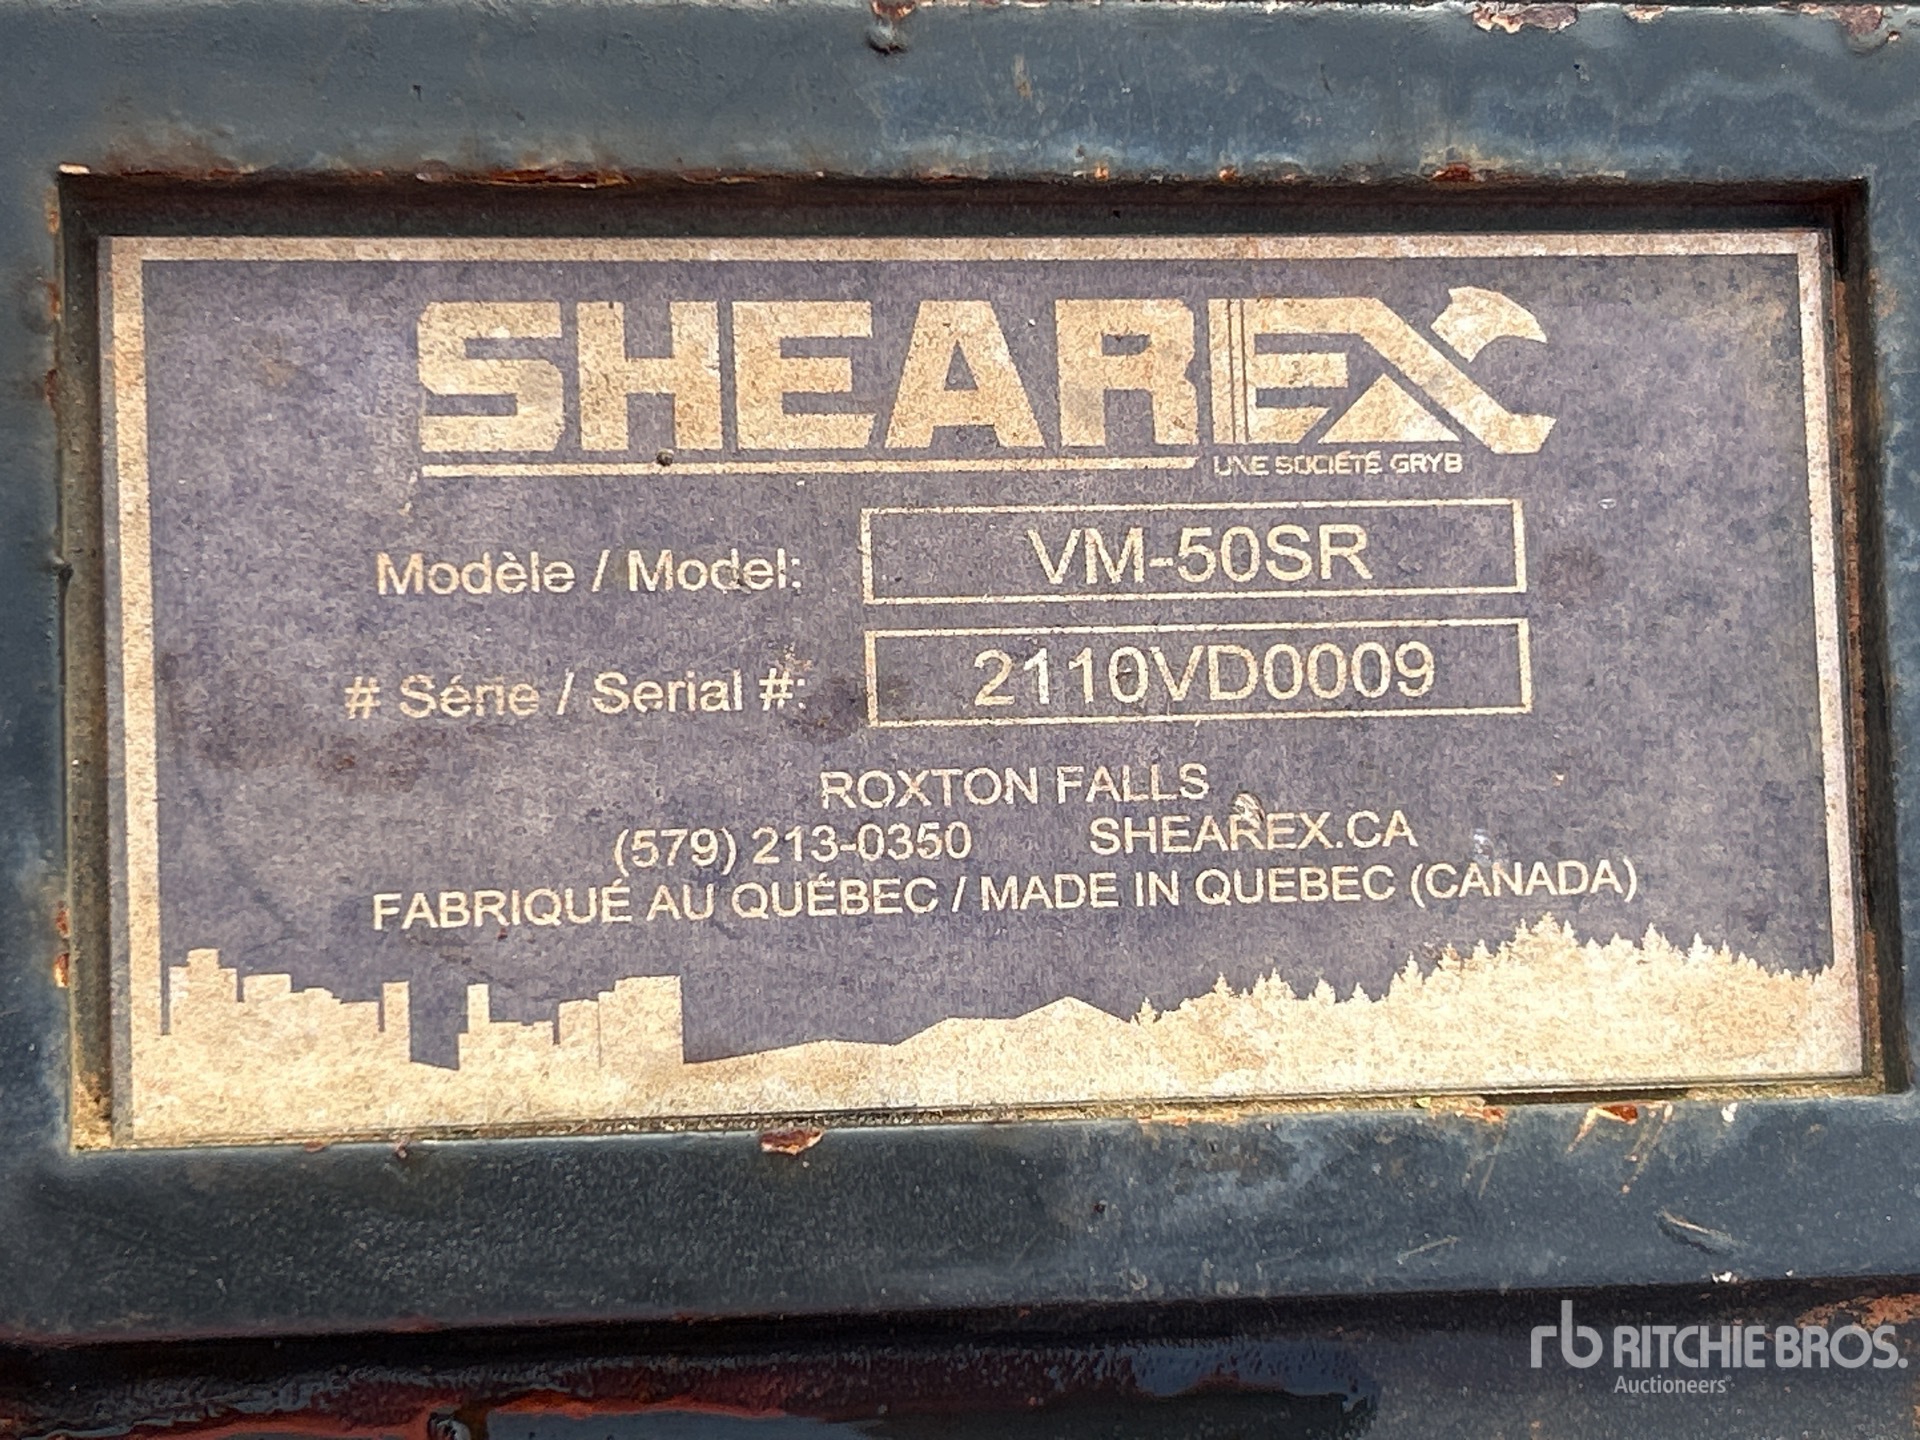 SHEAREX
UNE SOCIÉTÉ GRYB
Modèle / Model: VM-50SR
# Série / Serial #: 2110VD0009
ROXTON FALLS
(579) 213-0350 SHEAREX.CA
FABRIQUÉ AU QUÉBEC / MADE IN QUEBEC (CANADA)
rb RITCHIE BROS.
Auctioneers